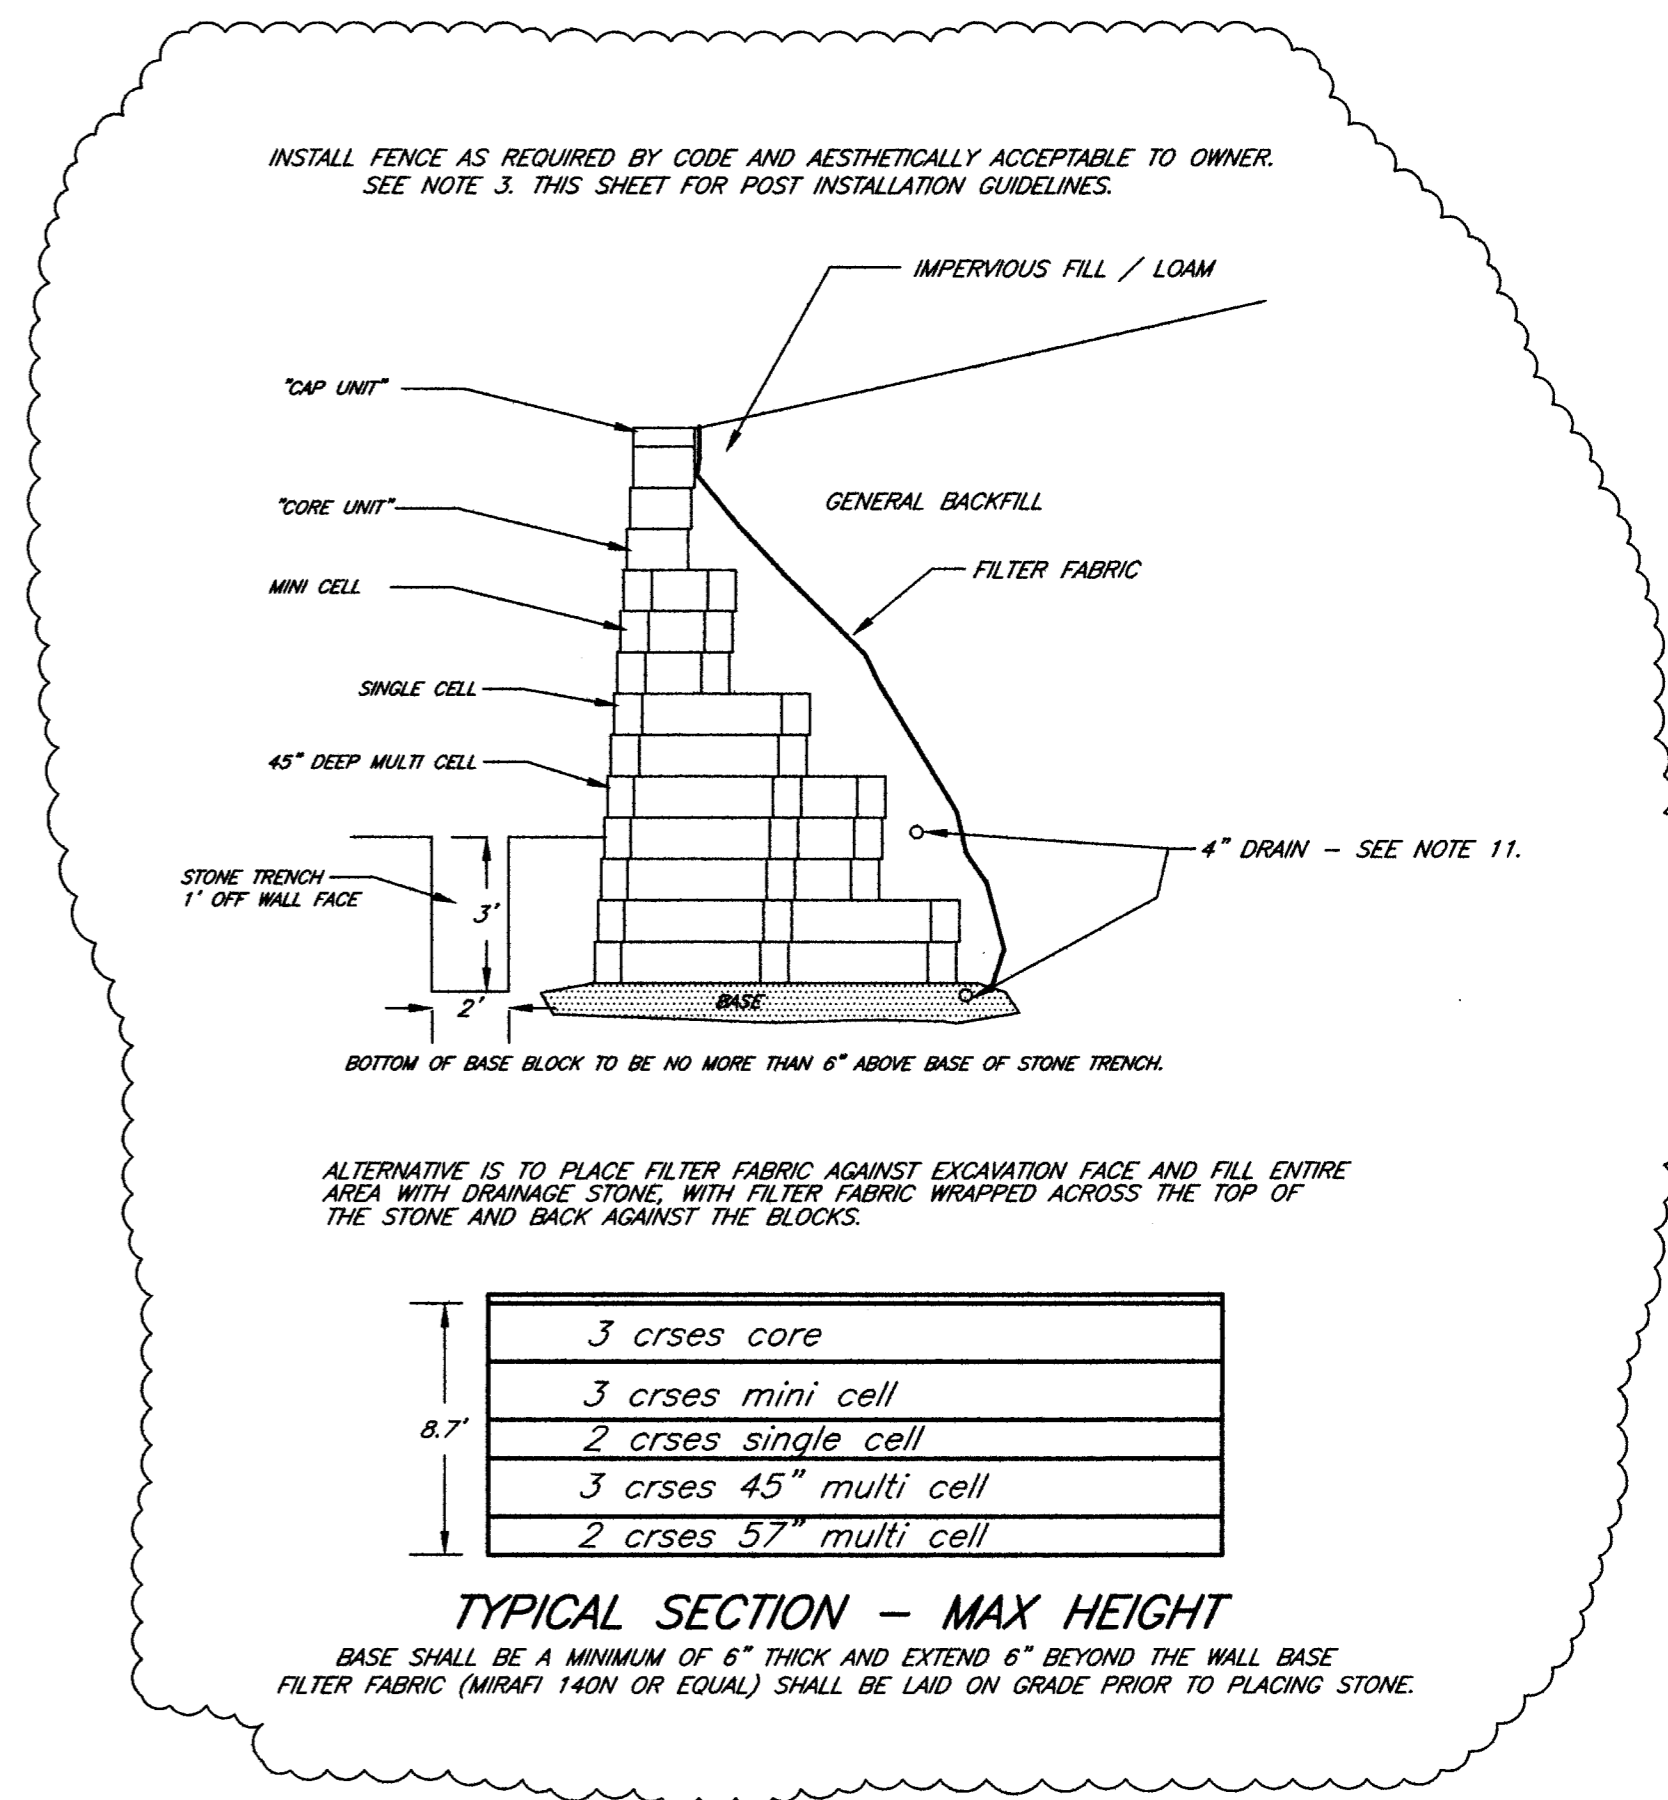 INSTALL FENCE AS REQUIRED BY CODE AND AESTHETICALLY ACCEPTABLE TO OWNER.
SEE NOTE 3. THIS SHEET FOR POST INSTALLATION GUIDELINES.
IMPERVIOUS FILL / LOAM
"CAP UNIT"
"CORE UNIT"
GENERAL BACKFILL
FILTER FABRIC
MINI CELL
SINGLE CELL
45" DEEP MULTI CELL
4" DRAIN - SEE NOTE 11.
STONE TRENCH
1' OFF WALL FACE
3'
2'
BASE
BOTTOM OF BASE BLOCK TO BE NO MORE THAN 6" ABOVE BASE OF STONE TRENCH.
ALTERNATIVE IS TO PLACE FILTER FABRIC AGAINST EXCAVATION FACE AND FILL ENTIRE
AREA WITH DRAINAGE STONE, WITH FILTER FABRIC WRAPPED ACROSS THE TOP OF
THE STONE AND BACK AGAINST THE BLOCKS.
3 crses core
3 crses mini cell
8.7'
2 crses single cell
3 crses 45" multi cell
2 crses 57" multi cell
TYPICAL SECTION - MAX HEIGHT
BASE SHALL BE A MINIMUM OF 6" THICK AND EXTEND 6" BEYOND THE WALL BASE
FILTER FABRIC (MIRAFI 140N OR EQUAL) SHALL BE LAID ON GRADE PRIOR TO PLACING STONE.